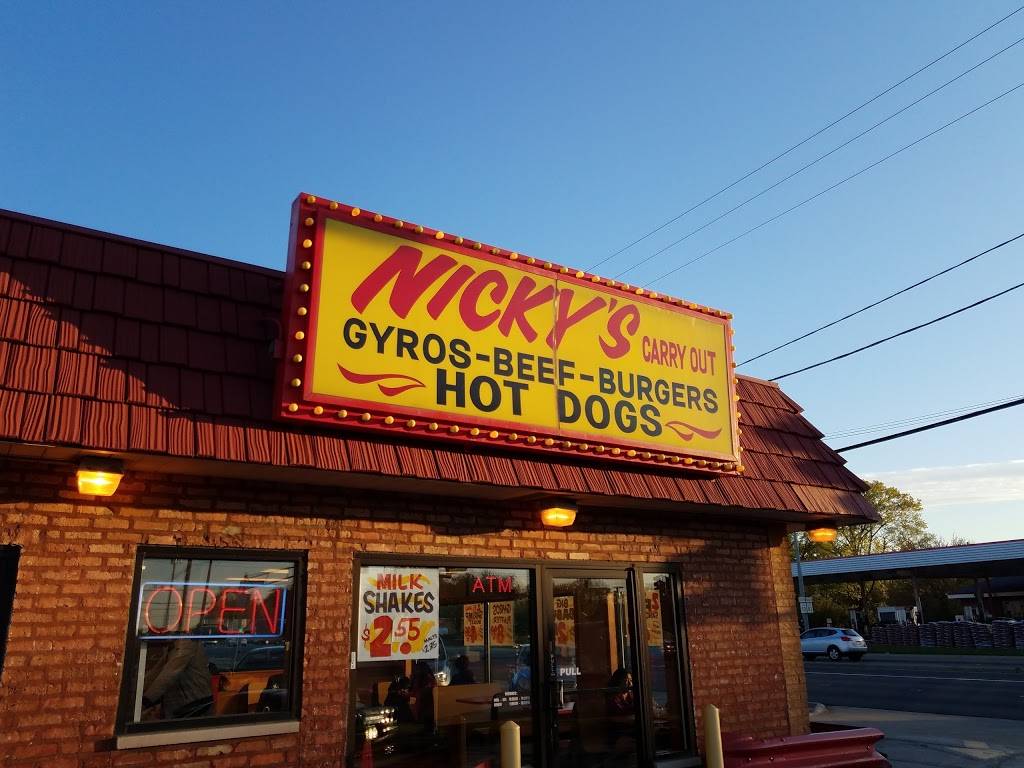 NICKY'S
CARRY OUT
GYROS-BEEF-BURGERS
HOT DOGS
OPEN
MILK
SHAKES
$2.55
ATM
PULL